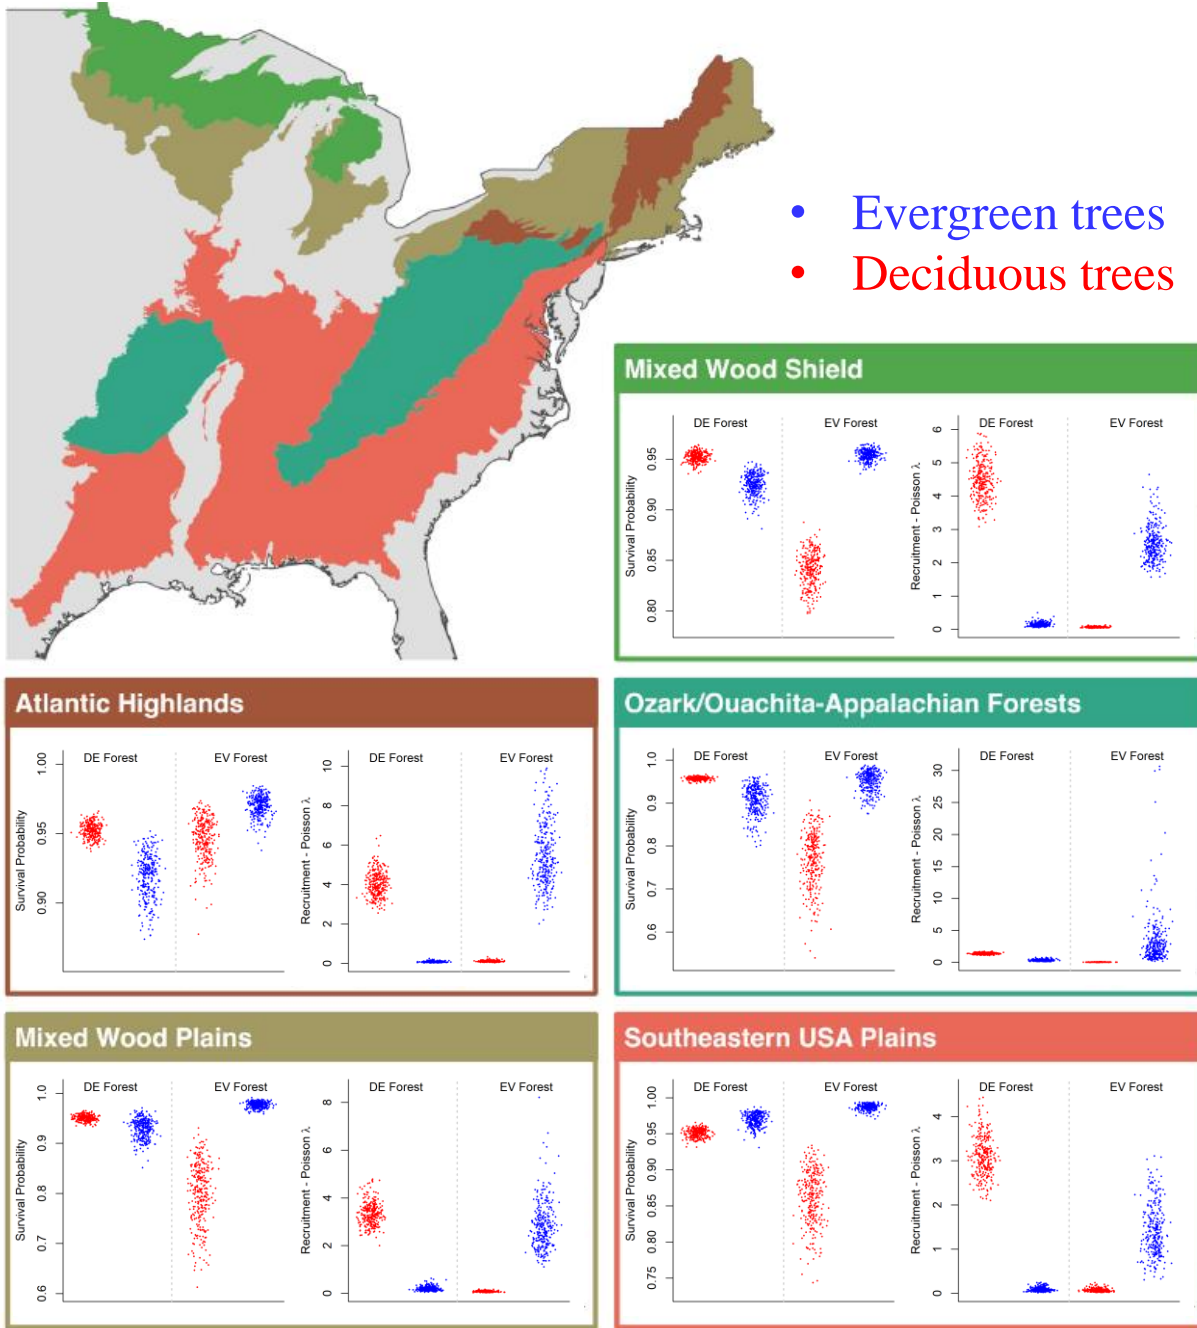 • Evergreen trees
• Deciduous trees
Mixed Wood Shield
DE Forest
EV Forest
Survival Probability
0.95
0.90
0.85
0.80
DE Forest
EV Forest
Recruitment - Poisson λ
6
5
4
3
2
1
0
Atlantic Highlands
DE Forest
EV Forest
Survival Probability
1.00
0.95
0.90
DE Forest
EV Forest
Recruitment - Poisson λ
10
8
6
4
2
0
Ozark/Ouachita-Appalachian Forests
DE Forest
EV Forest
Survival Probability
1.0
0.9
0.8
0.7
0.6
DE Forest
EV Forest
Recruitment - Poisson λ
30
25
20
15
10
5
0
Mixed Wood Plains
DE Forest
EV Forest
Survival Probability
1.0
0.9
0.8
0.7
0.6
DE Forest
EV Forest
Recruitment - Poisson λ
8
6
4
2
0
Southeastern USA Plains
DE Forest
EV Forest
Survival Probability
1.00
0.95
0.90
0.85
0.80
0.75
DE Forest
EV Forest
Recruitment - Poisson λ
4
3
2
1
0